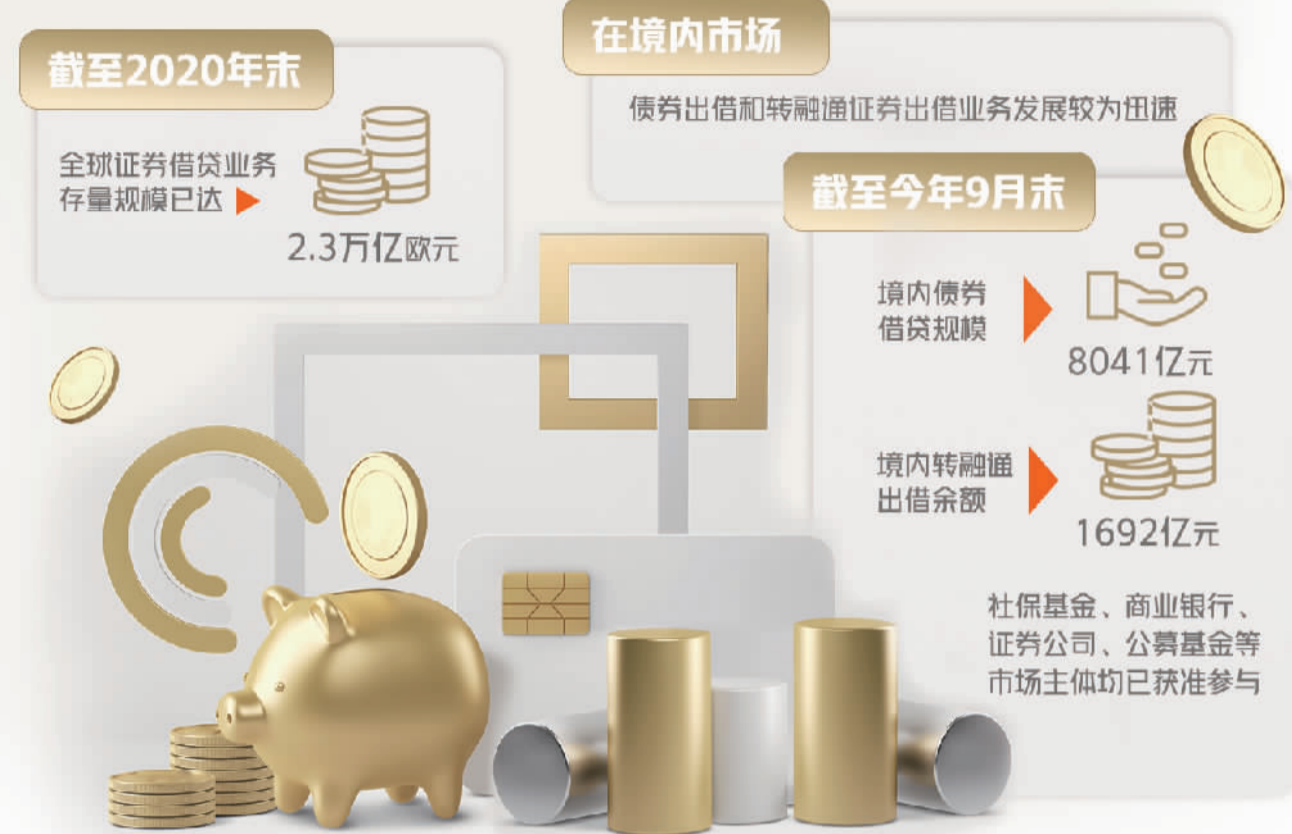 截至2020年末
全球证券借贷业务
存量规模已达
2.3万亿欧元
在境内市场
债券出借和转融通证券出借业务发展较为迅速
截至今年9月末
境内债券
借贷规模
8041亿元
境内转融通
出借余额
1692亿元
社保基金、商业银行、
证券公司、公募基金等
市场主体均已获准参与